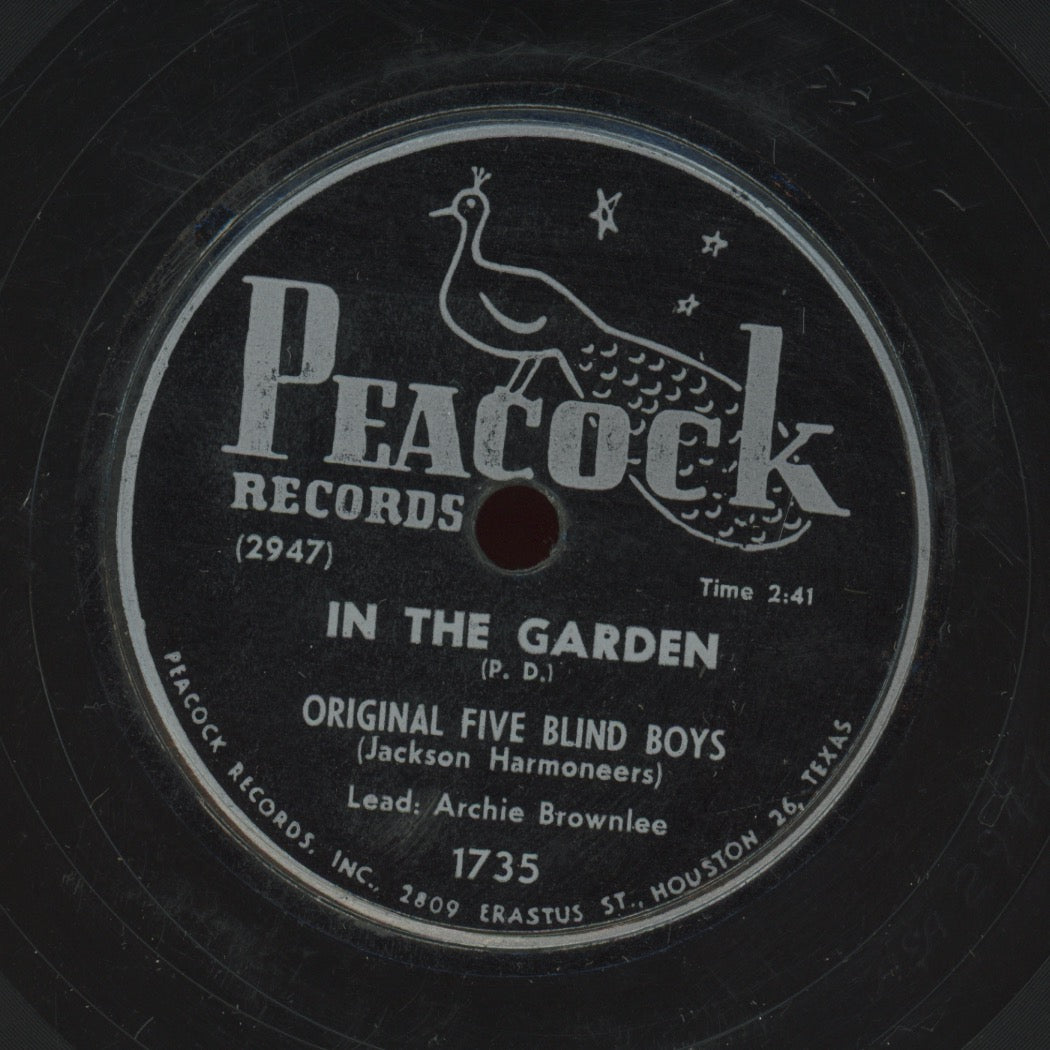 PEACOCK
RECORDS
(2947)
Time 2:41
IN THE GARDEN
(P. D.)
ORIGINAL FIVE BLIND BOYS
(Jackson Harmoneers)
Lead: Archie Brownlee
1735
PEACOCK RECORDS, INC., 2809 ERASTUS ST., HOUSTON 26, TEXAS